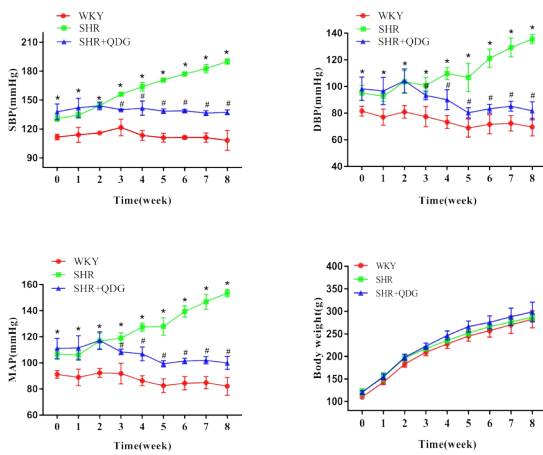 WKY
SHR
SHR+QDG
210
180
150
120
SBP(mmHg)
* * * * * * * * *
# # # # # #
0 1 2 3 4 5 6 7 8
Time(week)
WKY
SHR
SHR+QDG
140
120
100
80
60
40
DBP(mmHg)
* * * * * * * * *
# # # # # #
0 1 2 3 4 5 6 7 8
Time(week)
WKY
SHR
SHR+QDG
160
140
120
100
80
60
MAP(mmHg)
* * * * * * * * *
# # # # # #
0 1 2 3 4 5 6 7 8
Time(week)
WKY
SHR
SHR+QDG
400
350
300
250
200
150
100
Body weight(g)
0 1 2 3 4 5 6 7 8
Time(week)